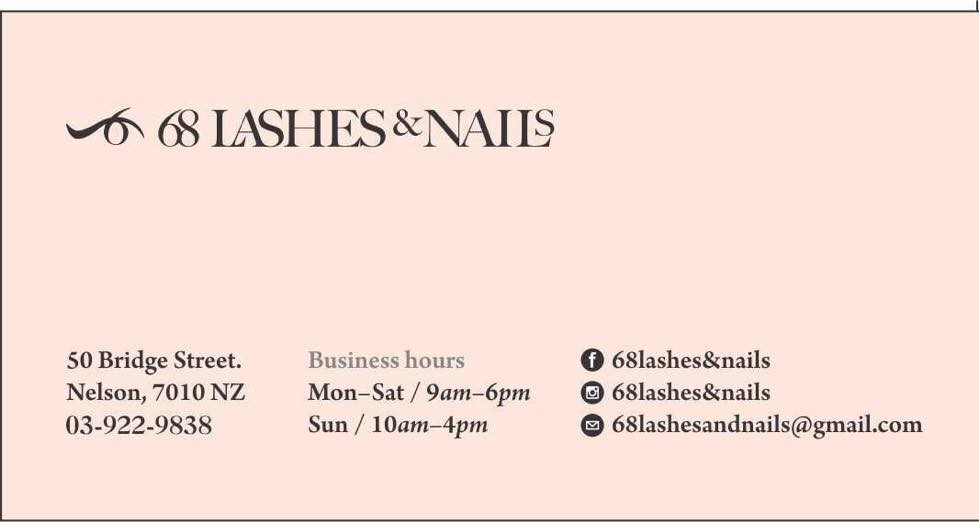 68 LASHES & NAILS
50 Bridge Street.
Nelson, 7010 NZ
03-922-9838
Business hours
Mon–Sat / 9am–6pm
Sun / 10am–4pm
68lashes&nails
68lashes&nails
68lashesandnails@gmail.com